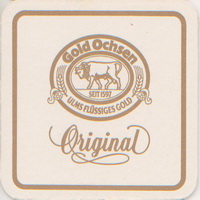 Gold Ochsen
SEIT 1597
ULMS FLÜSSIGES GOLD
Original